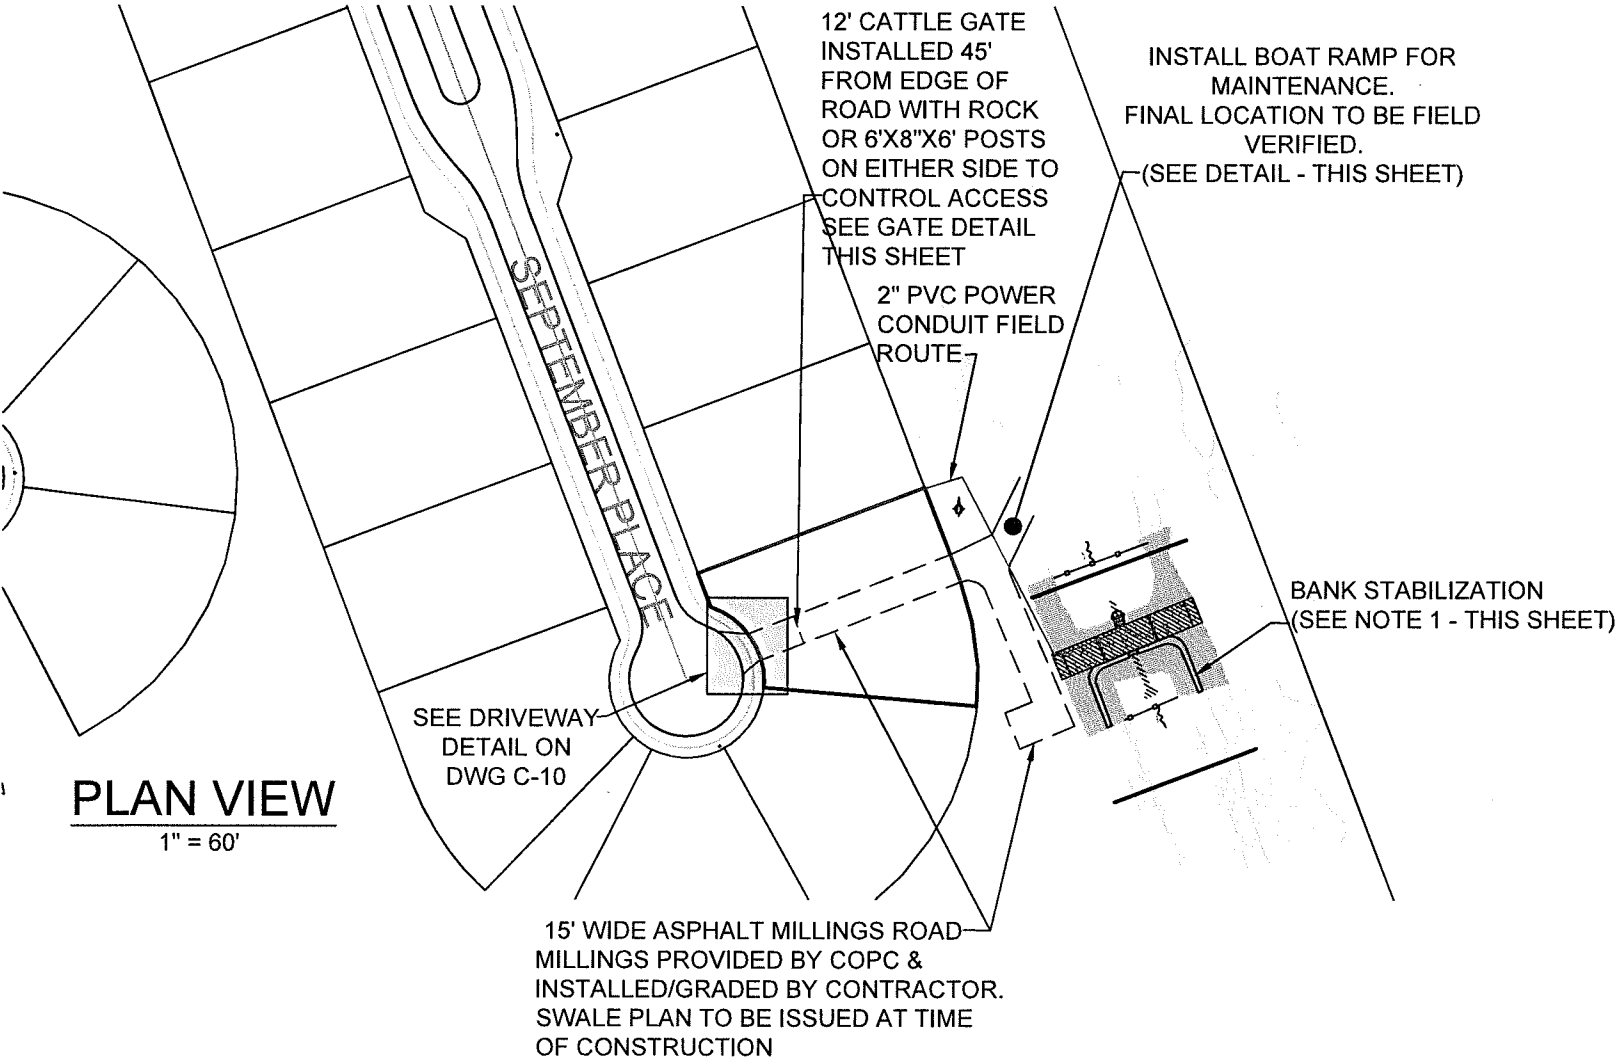 12' CATTLE GATE
INSTALLED 45'
FROM EDGE OF
ROAD WITH ROCK
OR 6'X8"X6' POSTS
ON EITHER SIDE TO
CONTROL ACCESS
SEE GATE DETAIL
THIS SHEET
INSTALL BOAT RAMP FOR
MAINTENANCE.
FINAL LOCATION TO BE FIELD
VERIFIED.
(SEE DETAIL - THIS SHEET)
2" PVC POWER
CONDUIT FIELD
ROUTE
SEPTEMBER PLACE
BANK STABILIZATION
(SEE NOTE 1 - THIS SHEET)
SEE DRIVEWAY
DETAIL ON
DWG C-10
PLAN VIEW
1" = 60'
15' WIDE ASPHALT MILLINGS ROAD
MILLINGS PROVIDED BY COPC &
INSTALLED/GRADED BY CONTRACTOR.
SWALE PLAN TO BE ISSUED AT TIME
OF CONSTRUCTION